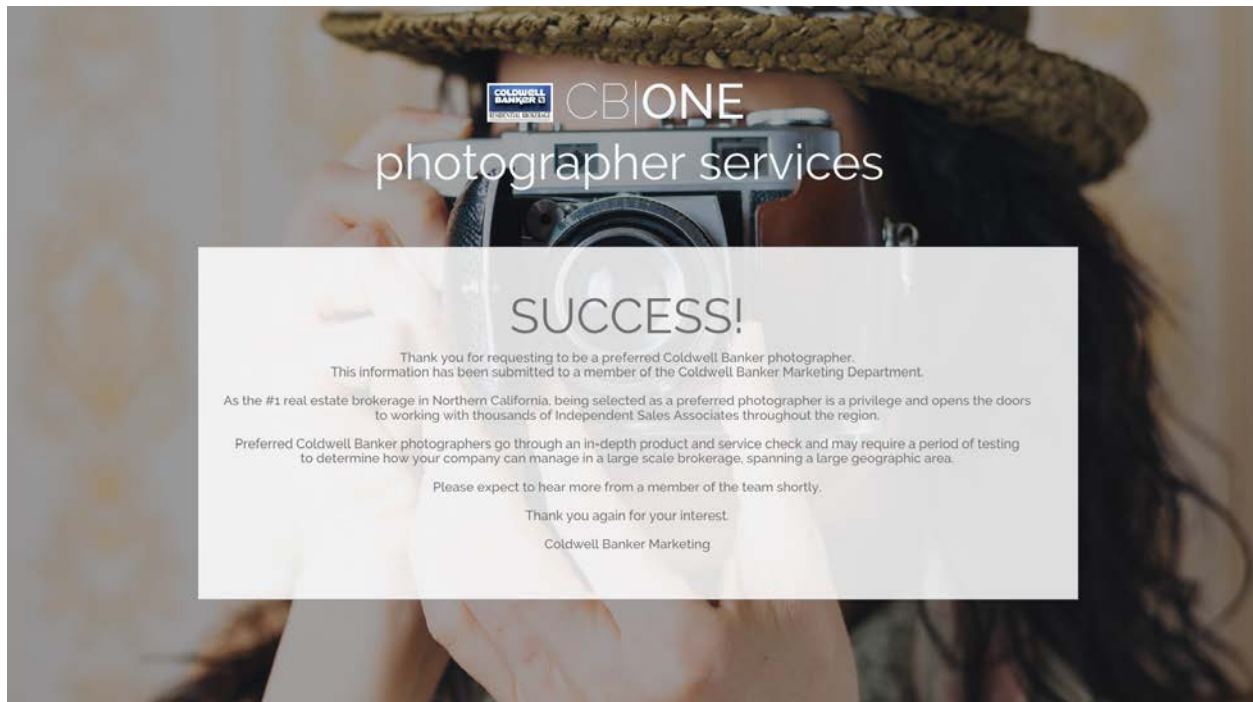 COLDWELL
BANKER
RESIDENTIAL BROKERAGE
CB|ONE
photographer services
SUCCESS!
Thank you for requesting to be a preferred Coldwell Banker photographer.
This information has been submitted to a member of the Coldwell Banker Marketing Department.
As the #1 real estate brokerage in Northern California, being selected as a preferred photographer is a privilege and opens the doors
to working with thousands of Independent Sales Associates throughout the region.
Preferred Coldwell Banker photographers go through an in-depth product and service check and may require a period of testing
to determine how your company can manage in a large scale brokerage, spanning a large geographic area.
Please expect to hear more from a member of the team shortly.
Thank you again for your interest.
Coldwell Banker Marketing